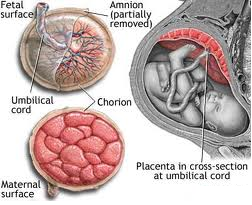 Fetal
surface
Amnion
(partially
removed)
Umbilical
cord
Chorion
Maternal
surface
Placenta in cross-section
at umbilical cord